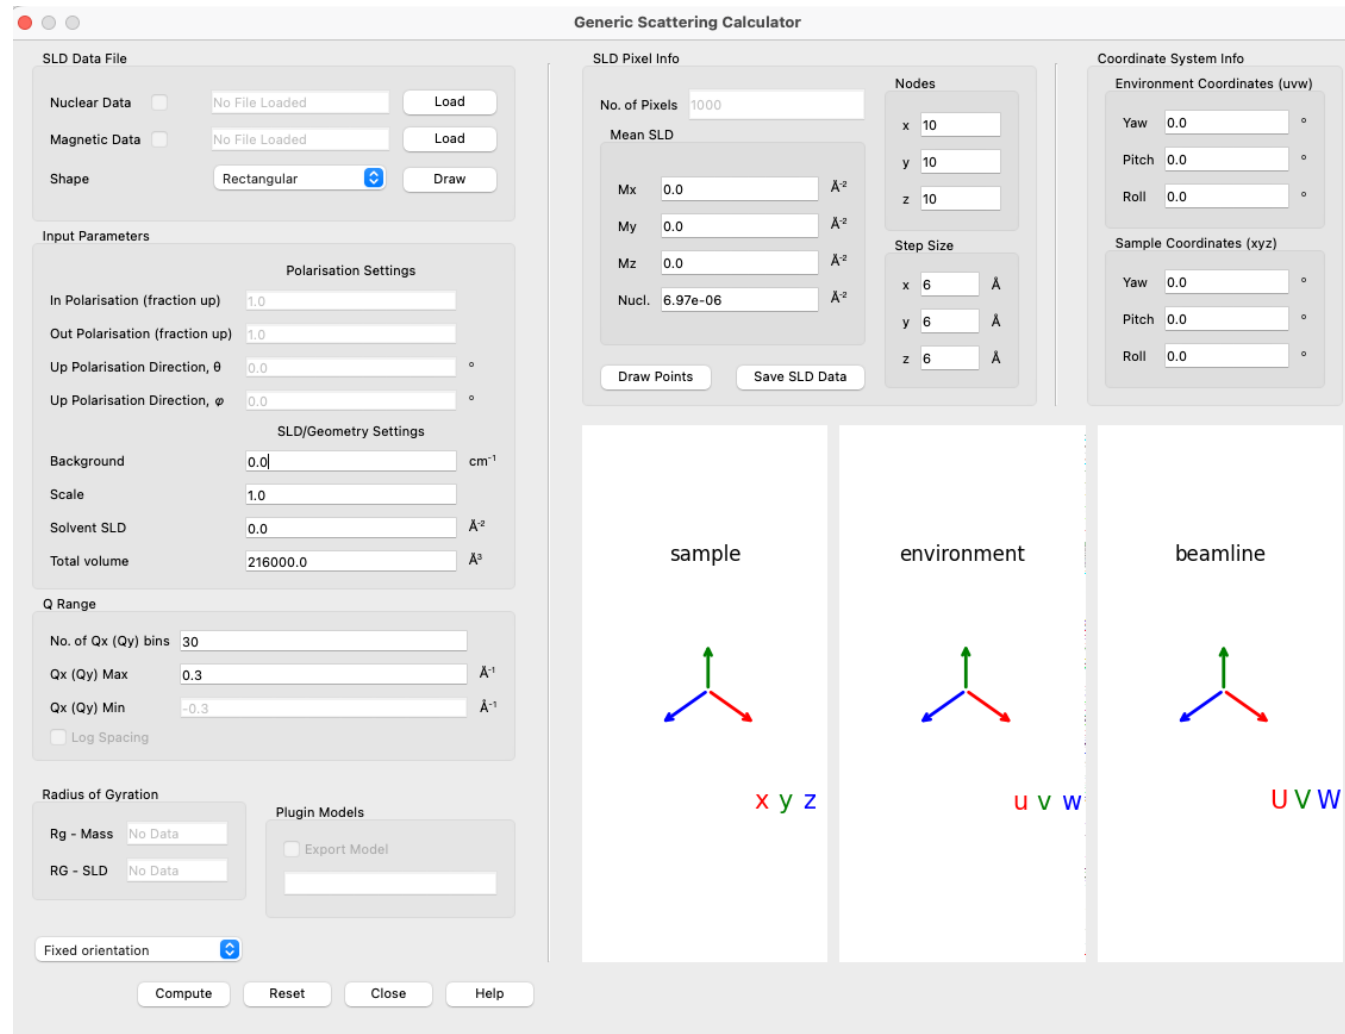 Generic Scattering Calculator
SLD Data File
Nuclear Data No File Loaded Load
Magnetic Data No File Loaded Load
Shape Rectangular Draw
Input Parameters
Polarisation Settings
In Polarisation (fraction up) 1.0
Out Polarisation (fraction up) 1.0
Up Polarisation Direction, θ 0.0 °
Up Polarisation Direction, φ 0.0 °
SLD/Geometry Settings
Background 0.0 cm⁻¹
Scale 1.0
Solvent SLD 0.0 Å⁻²
Total volume 216000.0 Å³
Q Range
No. of Qx (Qy) bins 30
Qx (Qy) Max 0.3 Å⁻¹
Qx (Qy) Min -0.3 Å⁻¹
Log Spacing
Radius of Gyration
Rg - Mass No Data
RG - SLD No Data
Plugin Models
Export Model
Fixed orientation
Compute Reset Close Help
SLD Pixel Info
No. of Pixels 1000
Mean SLD
Mx 0.0 Å⁻²
My 0.0 Å⁻²
Mz 0.0 Å⁻²
Nucl. 6.97e-06 Å⁻²
Draw Points Save SLD Data
Nodes
x 10
y 10
z 10
Step Size
x 6 Å
y 6 Å
z 6 Å
Coordinate System Info
Environment Coordinates (uvw)
Yaw 0.0 °
Pitch 0.0 °
Roll 0.0 °
Sample Coordinates (xyz)
Yaw 0.0 °
Pitch 0.0 °
Roll 0.0 °
sample
x y z
environment
u v w
beamline
U V W